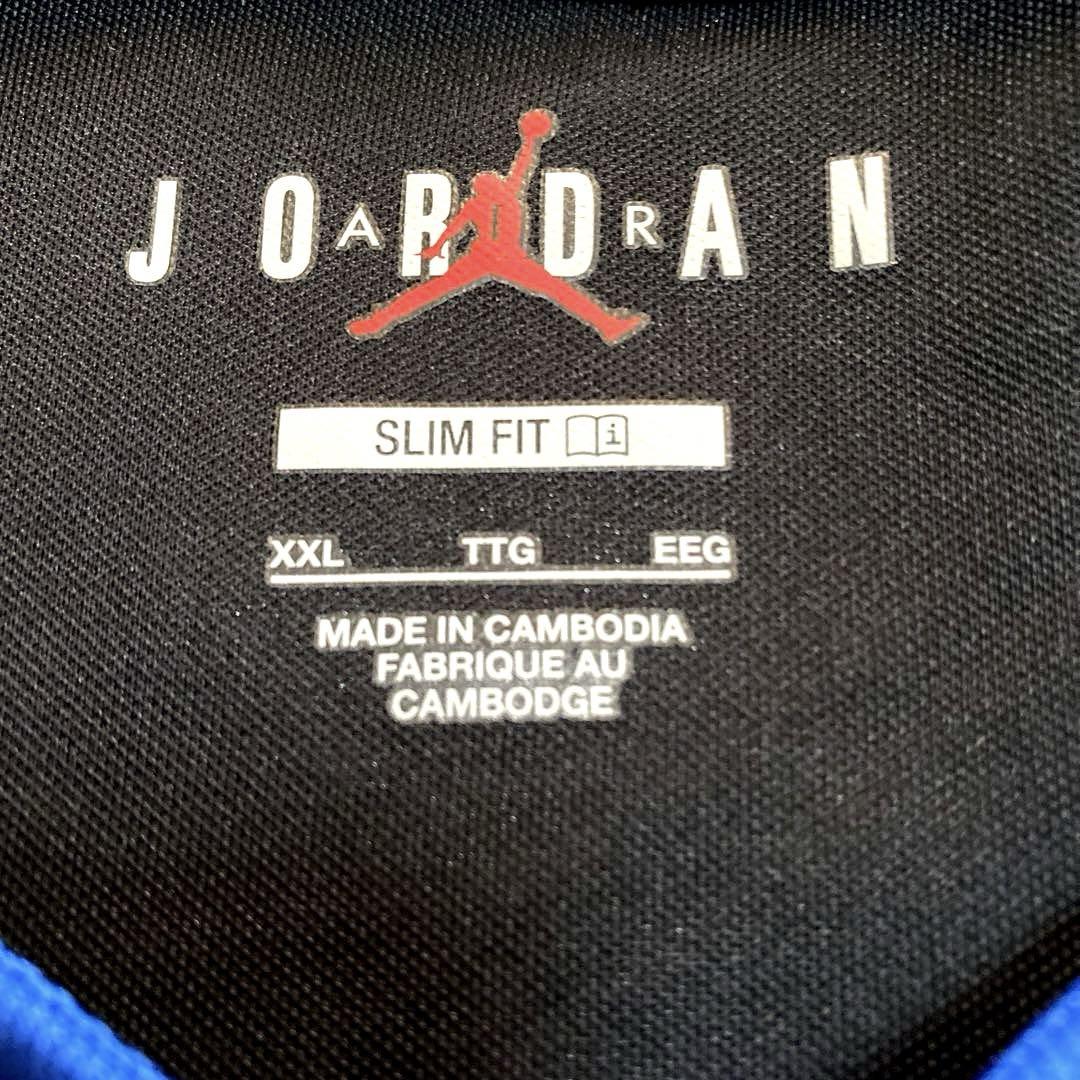 JORDAN
AIR
SLIM FIT i
XXL TTG EEG
MADE IN CAMBODIA
FABRIQUE AU
CAMBODGE